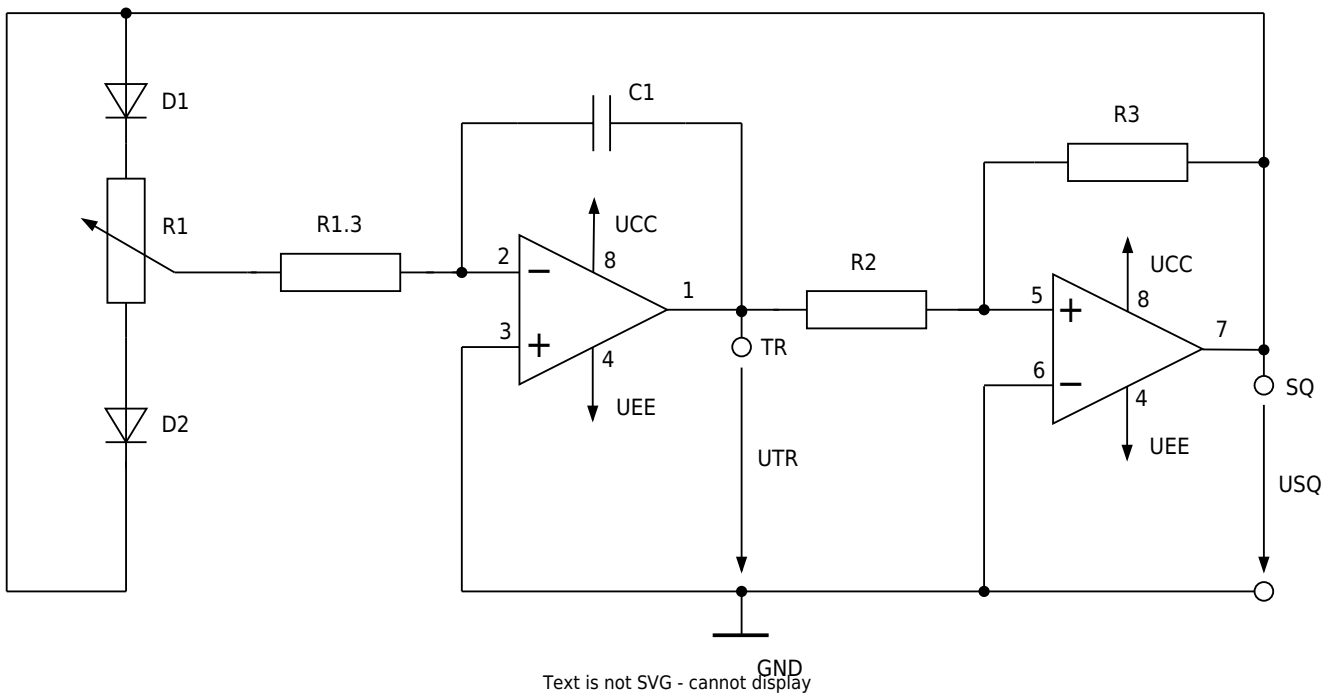 C1
D1
R3
R1
R1.3
UCC
2
8
−
1
R2
UCC
5
8
+
3
+
4
TR
7
6
−
4
SQ
UEE
D2
UTR
UEE
USQ
GND
Text is not SVG - cannot display